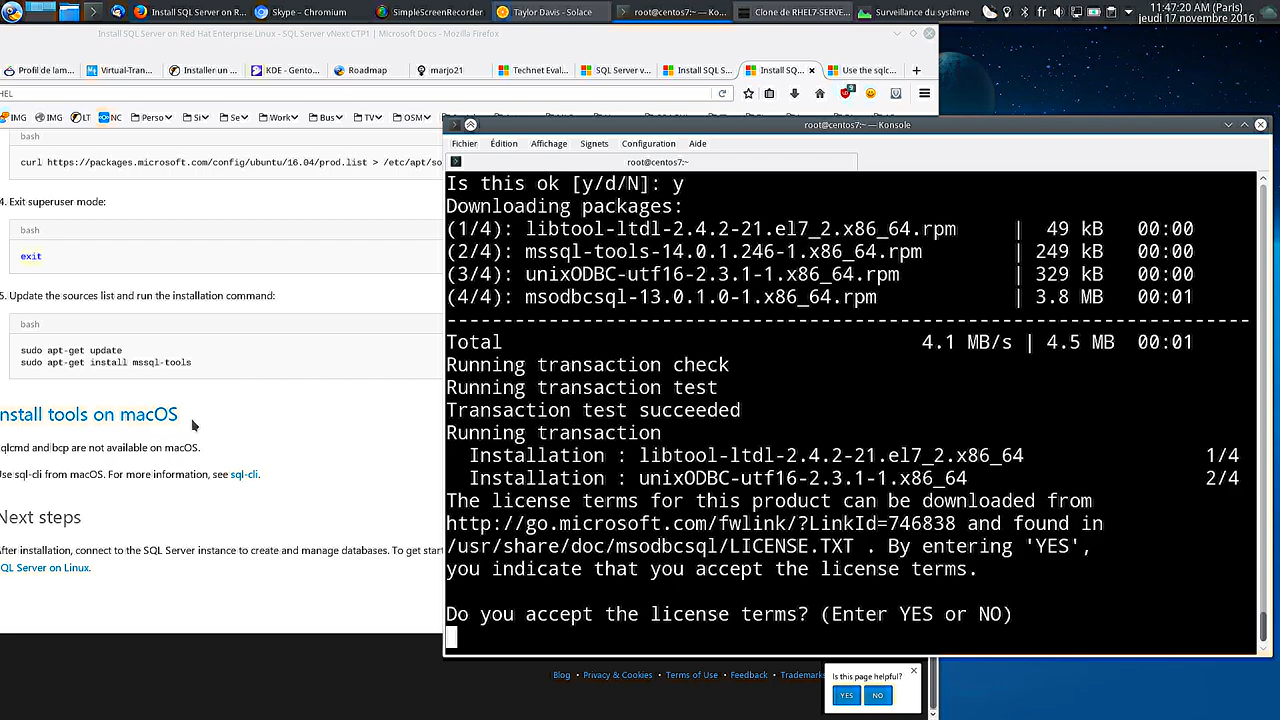 Install SQL Server on R...
Skype - Chromium
SimpleScreenRecorder
Taylor Davis - Solace
root@centos7:~ — Ko...
Clone de RHEL7-SERVE...
Surveillance du système
fr
11:47:20 AM (Paris)
jeudi 17 novembre 2016
Install SQL Server on Red Hat Enterprise Linux - SQL Server vNext CTP1 | Microsoft Docs - Mozilla Firefox
Profil de lam...
Virtual-Tran...
Installer un ...
KDE - Gento...
Roadmap
marjo21
Technet Eval...
SQL Server v...
Install SQL S...
Install SQ...
Use the sqlc...
HEL
IMG
IMG
LT
NC
Perso
Si
Se
Work
Bus
TV
OSM
bash
curl https://packages.microsoft.com/config/ubuntu/16.04/prod.list > /etc/apt/so
4. Exit superuser mode:
bash
exit
5. Update the sources list and run the installation command:
bash
sudo apt-get update
sudo apt-get install mssql-tools
nstall tools on macOS
qlcmd and bcp are not available on macOS.
Use sql-cli from macOS. For more information, see sql-cli.
Next steps
After installation, connect to the SQL Server instance to create and manage databases. To get start
SQL Server on Linux.
Blog • Privacy & Cookies • Terms of Use • Feedback • Trademarks
Is this page helpful?
YES
NO
root@centos7:~ — Konsole
Fichier
Édition
Affichage
Signets
Configuration
Aide
root@centos7:~
Is this ok [y/d/N]: y
Downloading packages:
(1/4): libtool-ltdl-2.4.2-21.el7_2.x86_64.rpm | 49 kB 00:00
(2/4): mssql-tools-14.0.1.246-1.x86_64.rpm | 249 kB 00:00
(3/4): unixODBC-utf16-2.3.1-1.x86_64.rpm | 329 kB 00:00
(4/4): msodbcsql-13.0.1.0-1.x86_64.rpm | 3.8 MB 00:01
--------------------------------------------------------------------------------
Total 4.1 MB/s | 4.5 MB 00:01
Running transaction check
Running transaction test
Transaction test succeeded
Running transaction
Installation : libtool-ltdl-2.4.2-21.el7_2.x86_64 1/4
Installation : unixODBC-utf16-2.3.1-1.x86_64 2/4
The license terms for this product can be downloaded from
http://go.microsoft.com/fwlink/?LinkId=746838 and found in
/usr/share/doc/msodbcsql/LICENSE.TXT . By entering 'YES',
you indicate that you accept the license terms.
Do you accept the license terms? (Enter YES or NO)